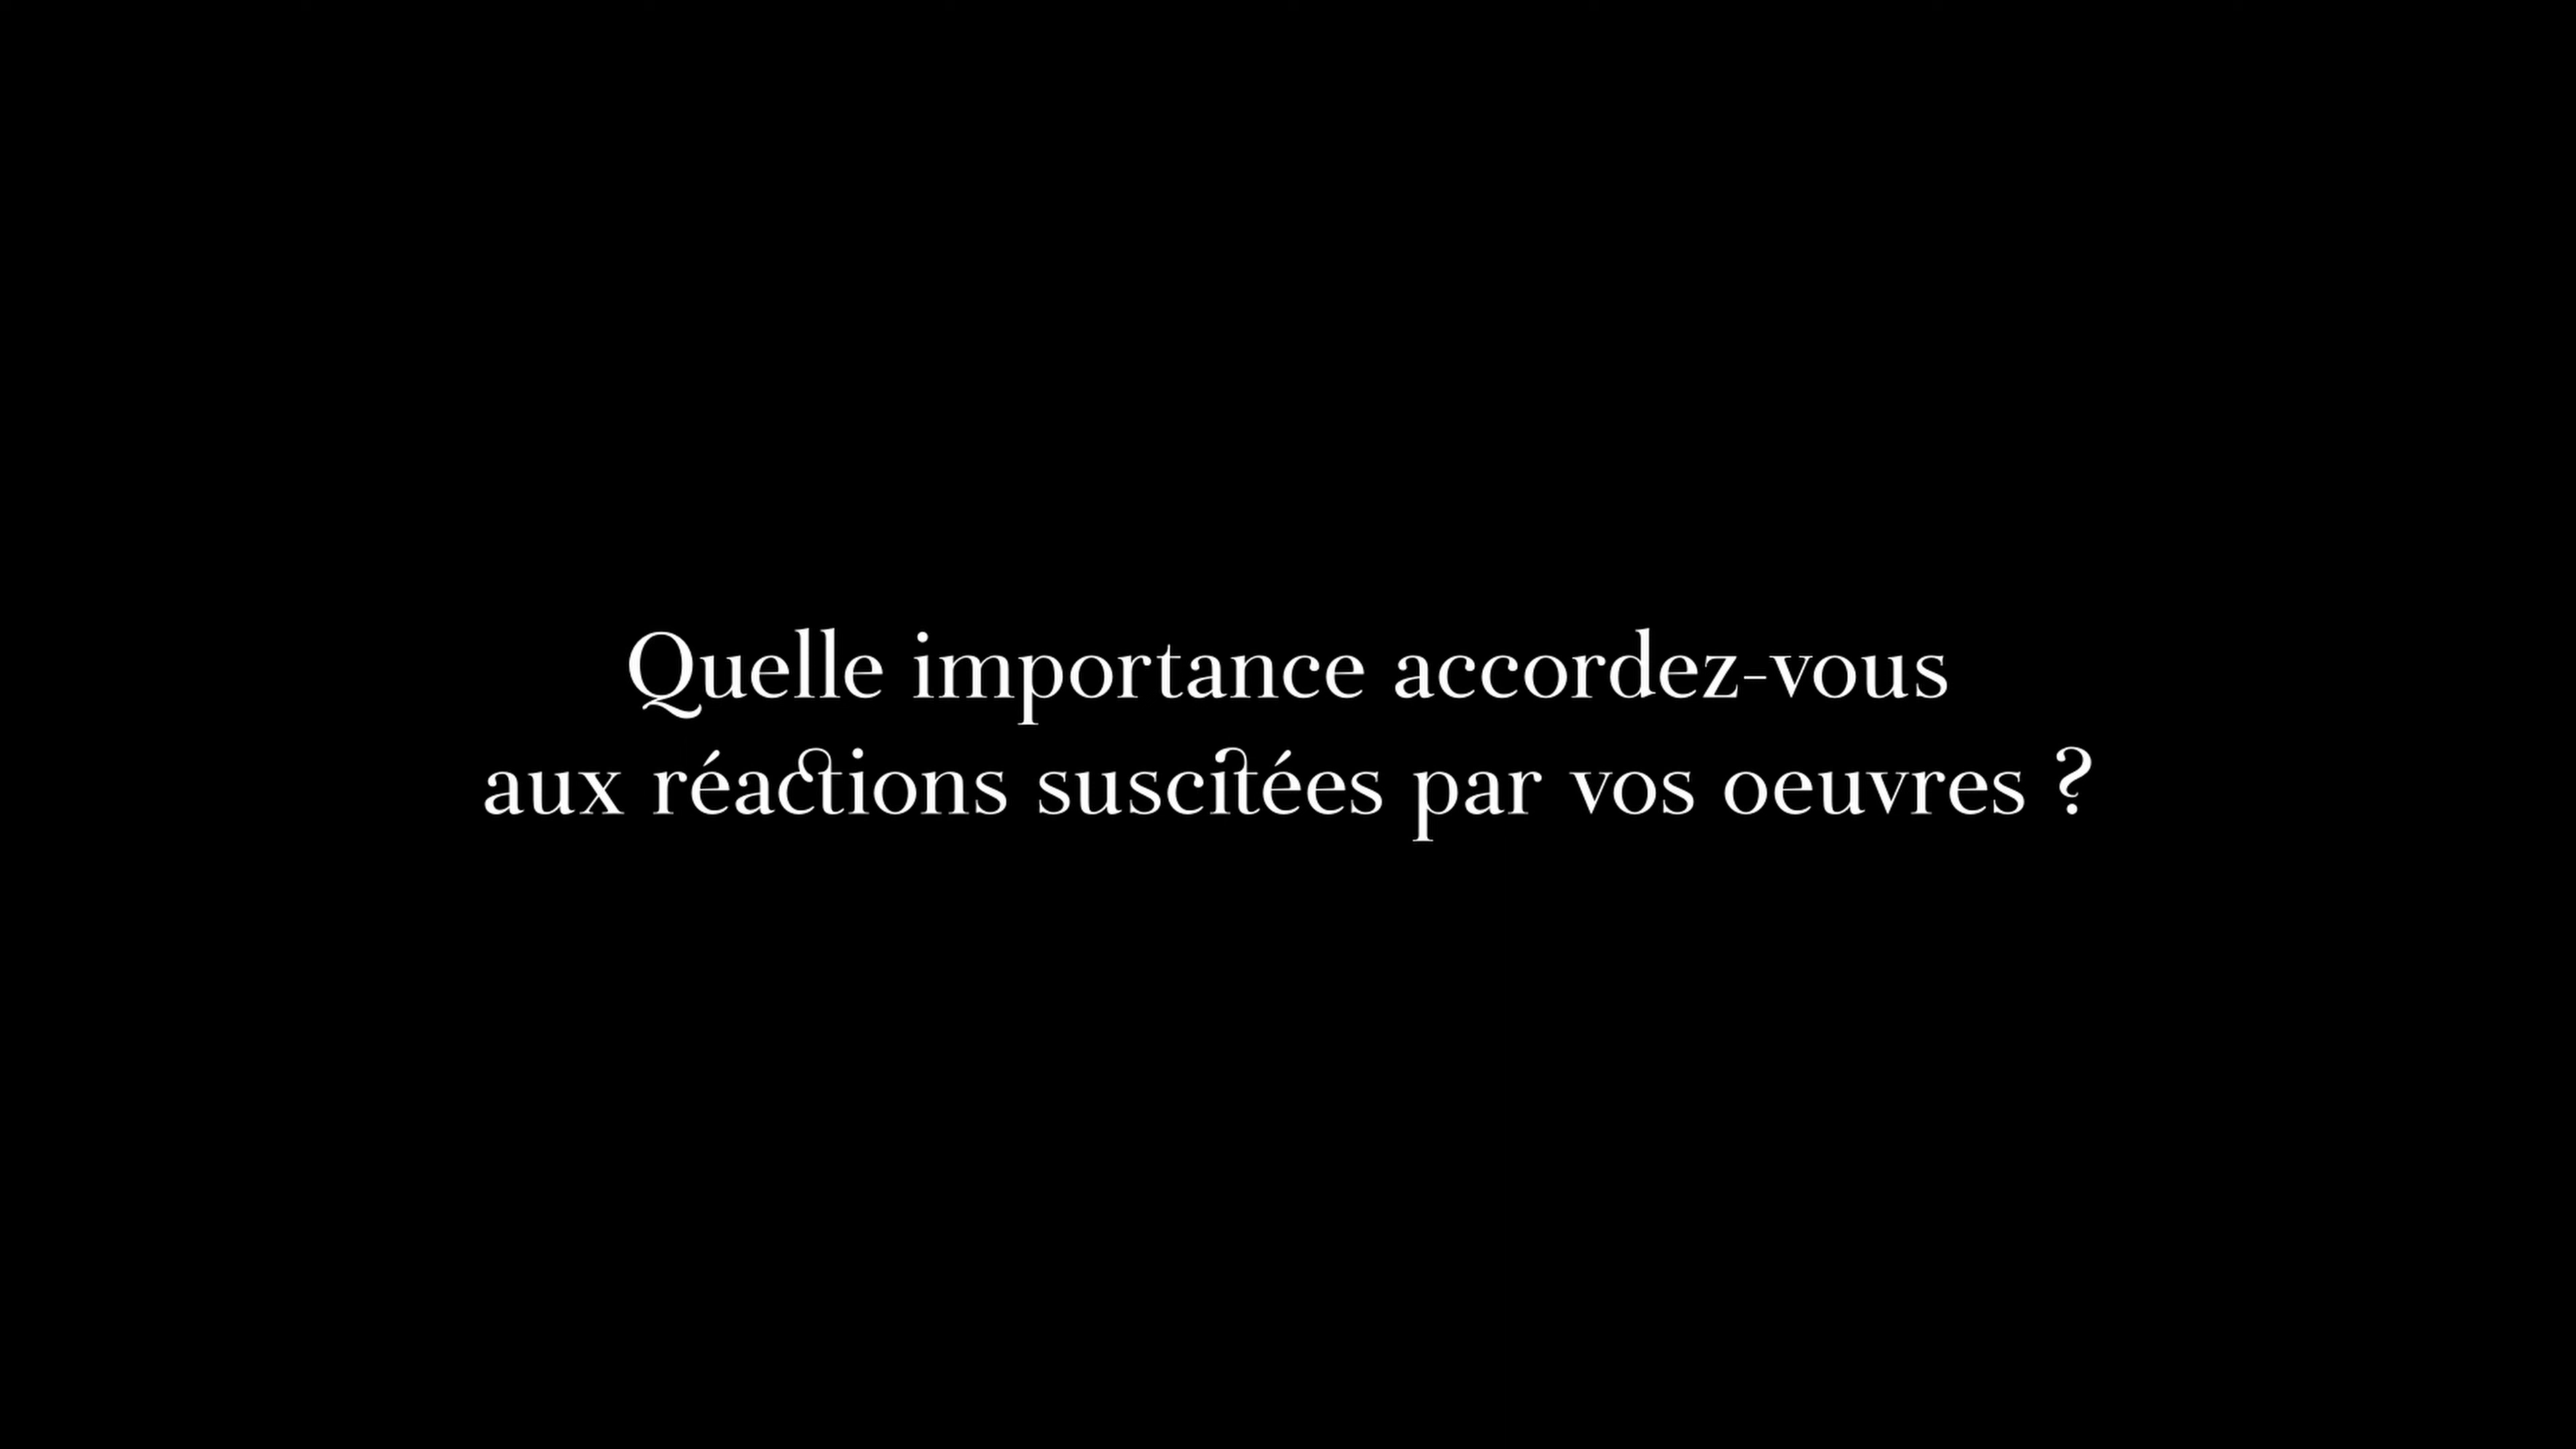 Quelle importance accordez-vous
aux réactions suscitées par vos oeuvres ?